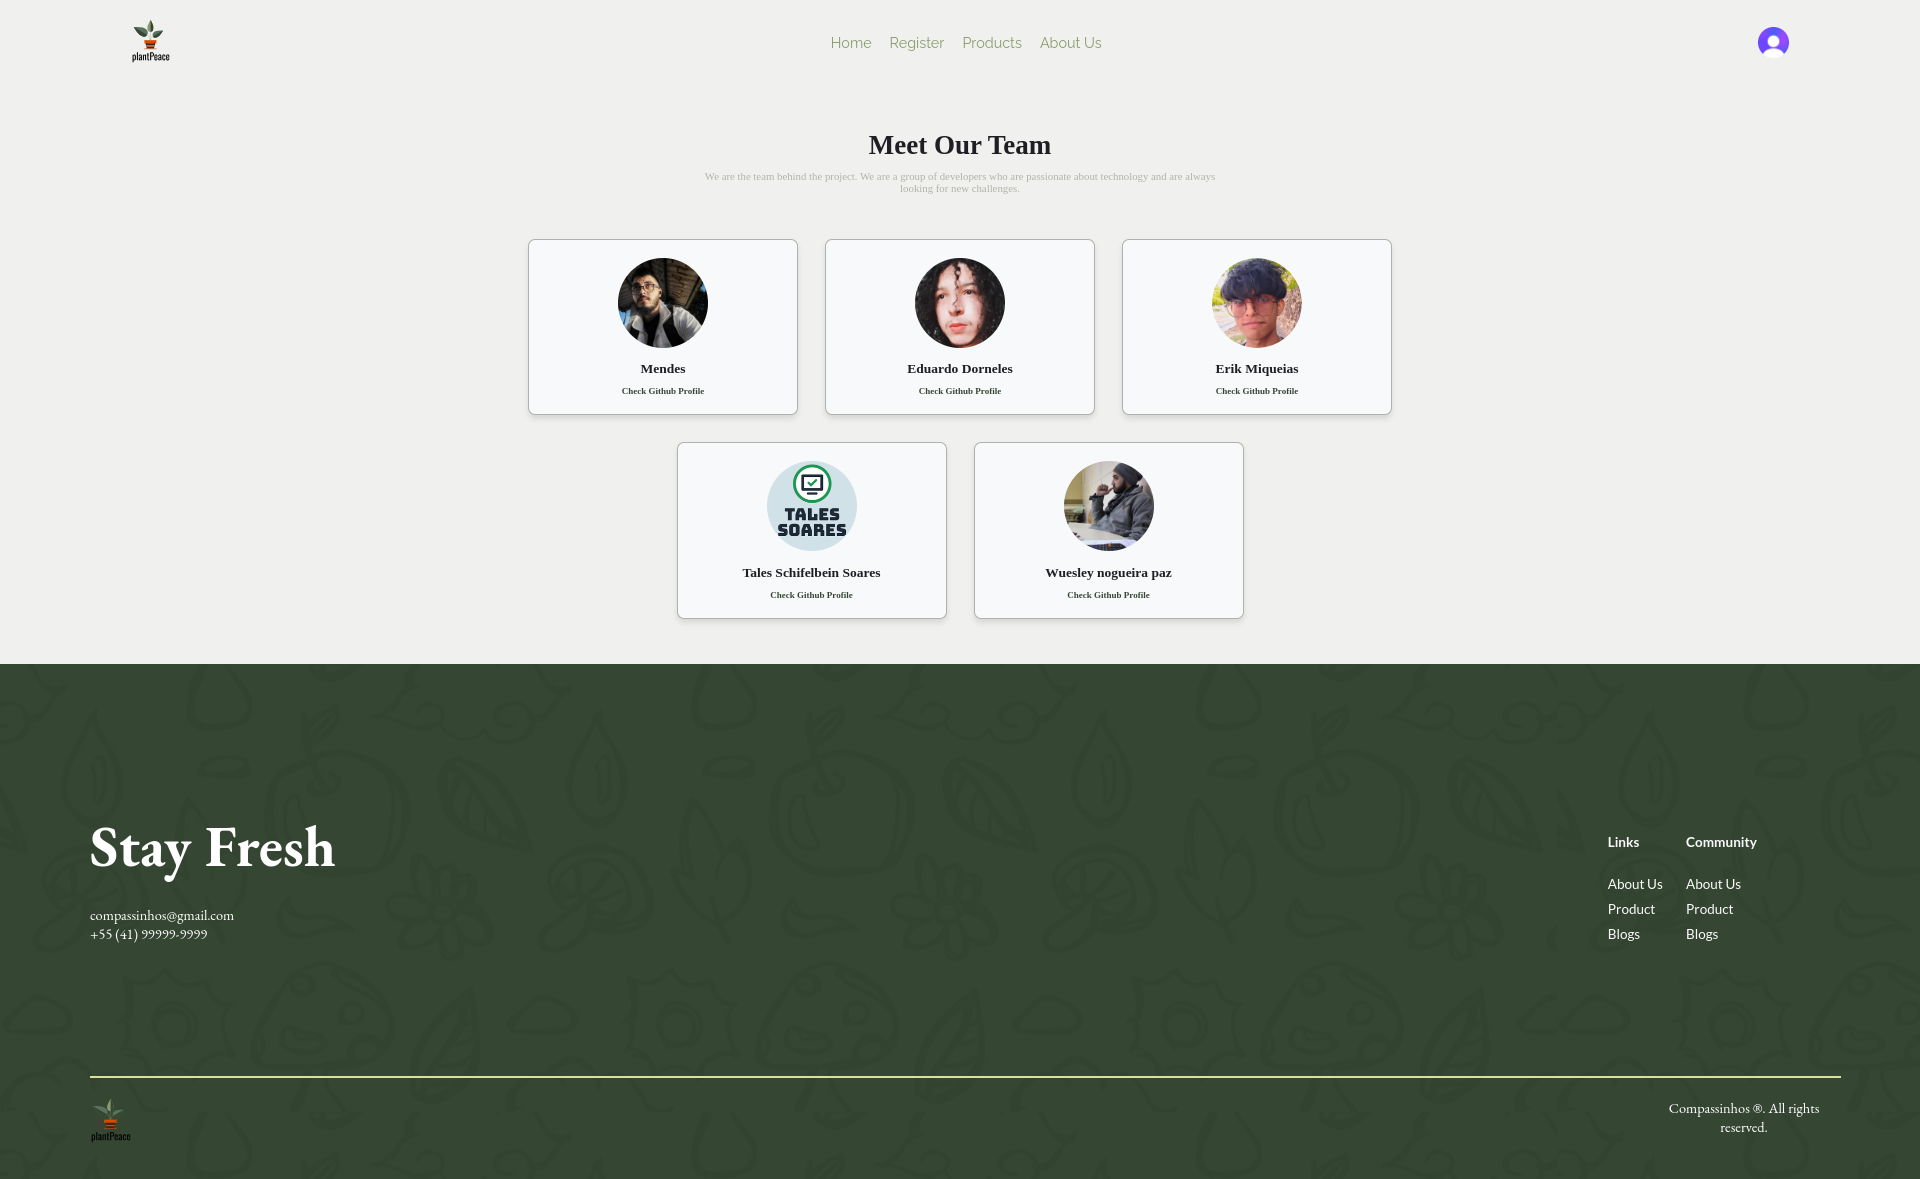 plantPeace
Home Register Products About Us
Meet Our Team
We are the team behind the project. We are a group of developers who are passionate about technology and are always
looking for new challenges.
Mendes
Check Github Profile
Eduardo Dorneles
Check Github Profile
Erik Miqueias
Check Github Profile
TALES
SOARES
Tales Schifelbein Soares
Check Github Profile
Wuesley nogueira paz
Check Github Profile
Stay Fresh
compassinhos@gmail.com
+55 (41) 99999-9999
Links
About Us
Product
Blogs
Community
About Us
Product
Blogs
plantPeace
Compassinhos ®. All rights
reserved.